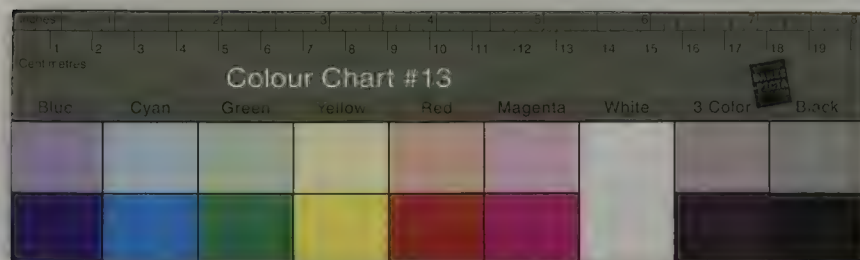 Inches 1 2 3 4 5 6 7 8
1 2 3 4 5 6 7 8 9 10 11 12 13 14 15 16 17 18 19
Centimetres
Colour Chart #13
Blue Cyan Green Yellow Red Magenta White 3 Color Black